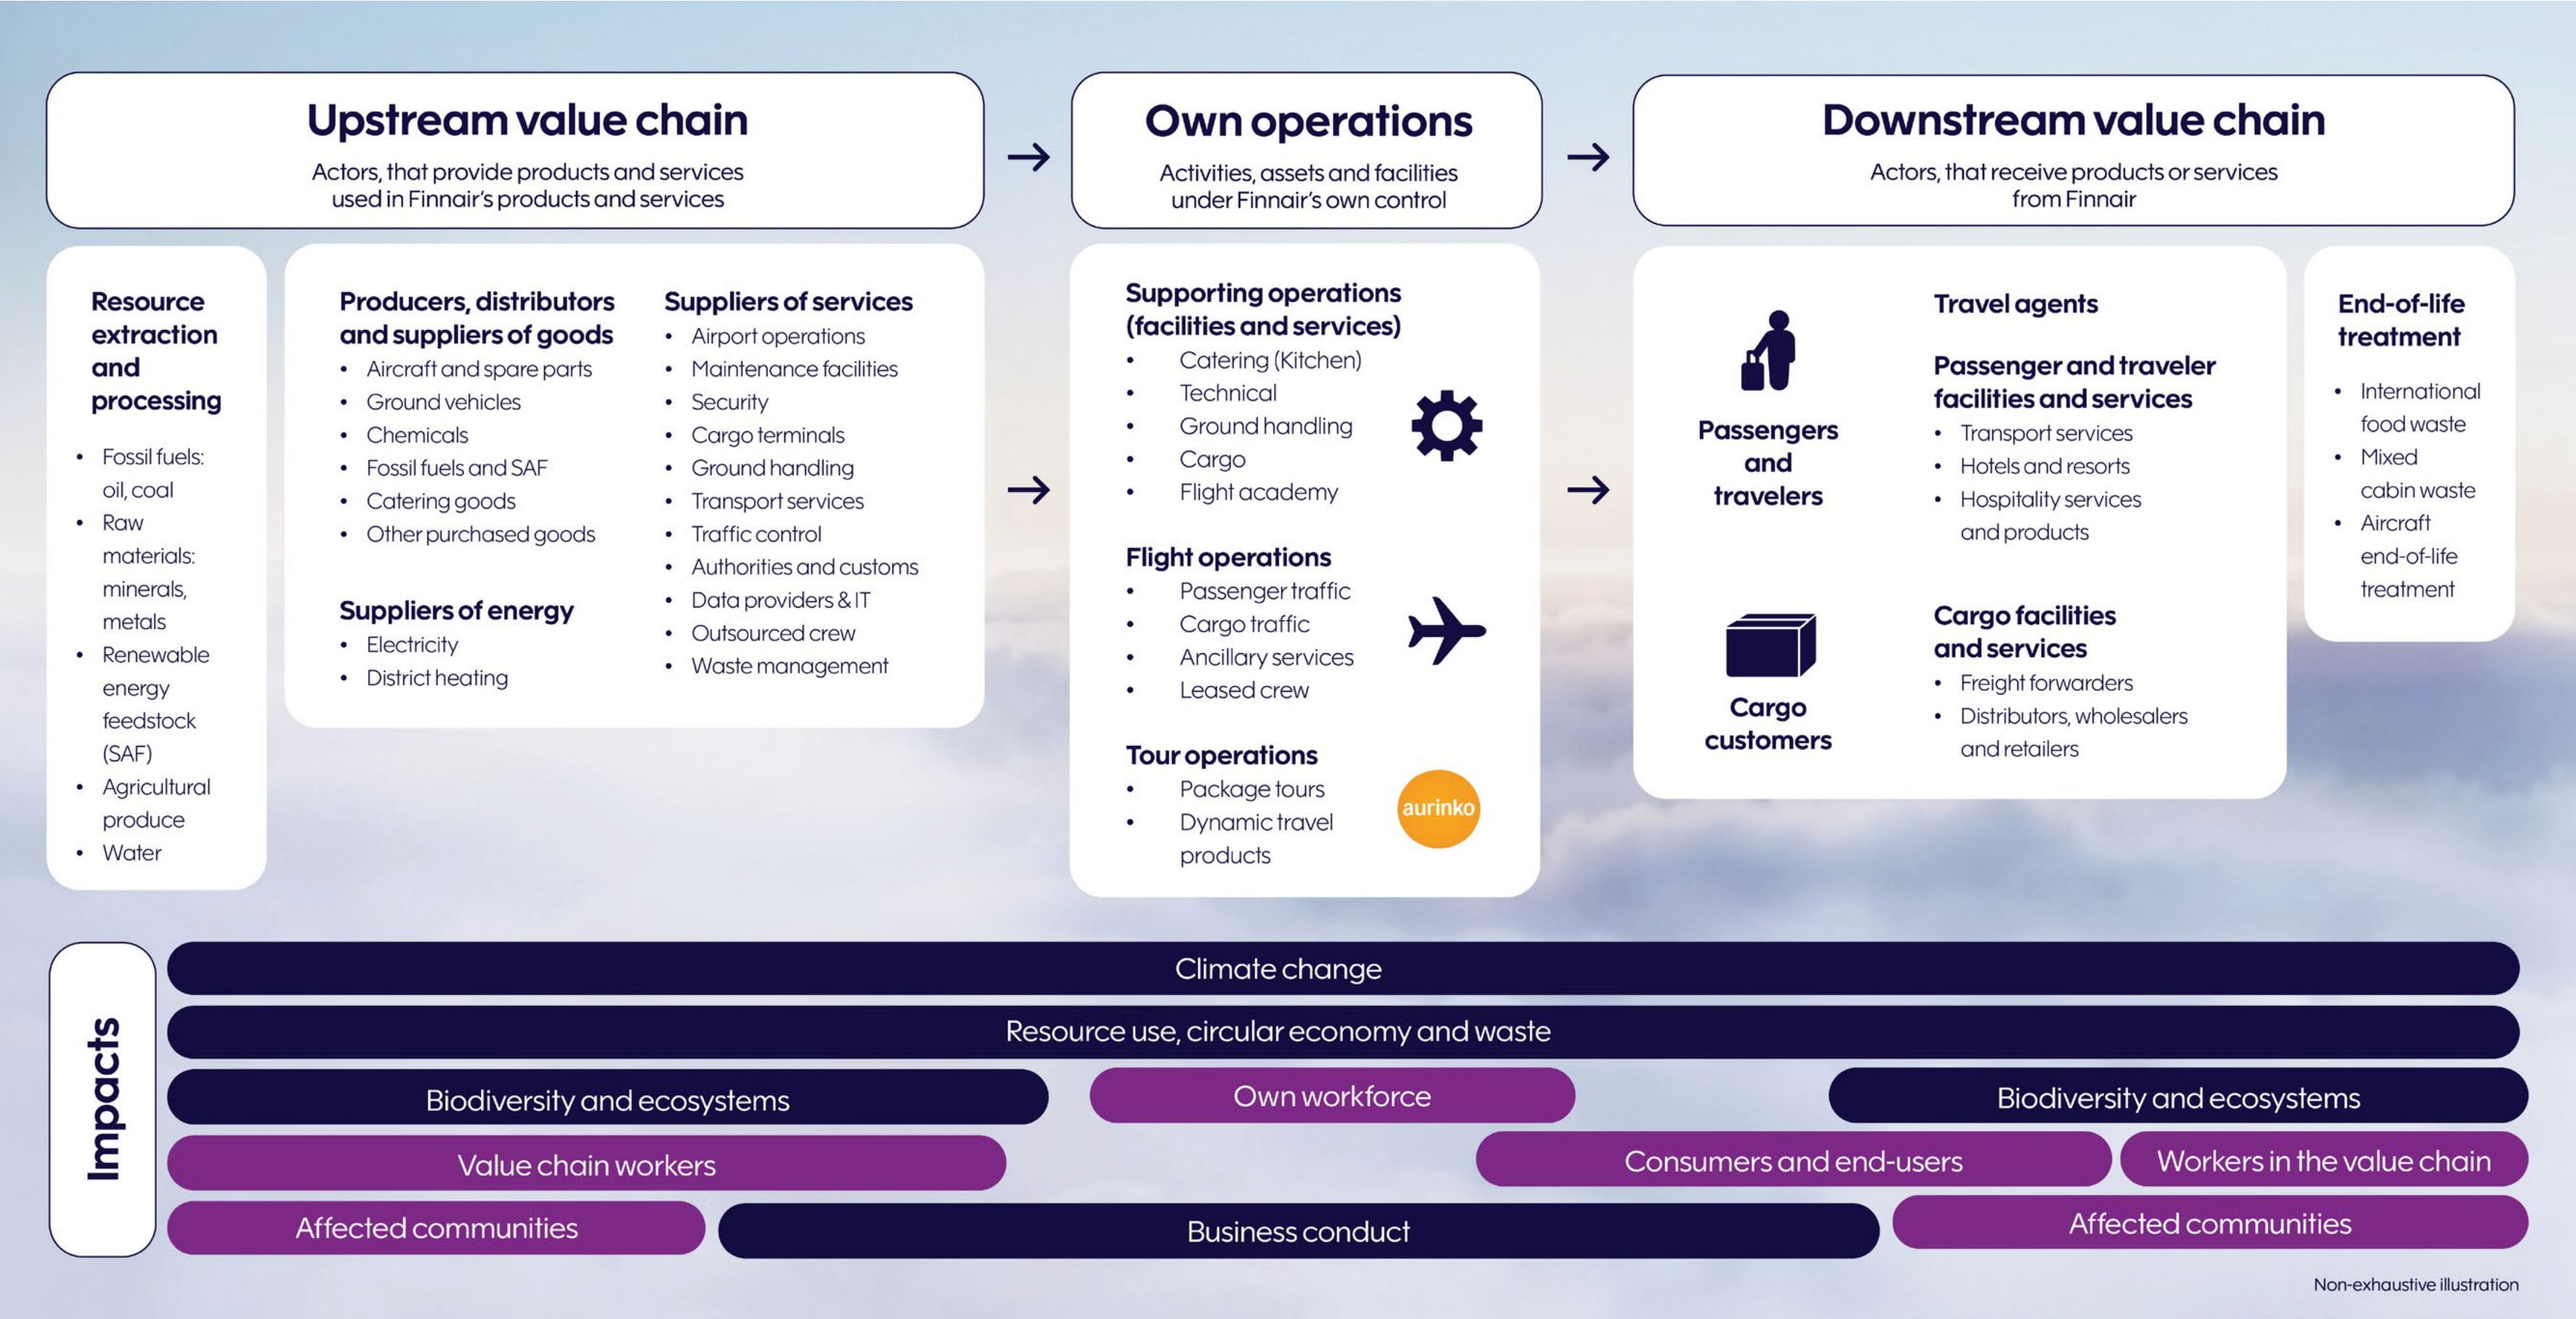 Upstream value chain
Actors, that provide products and services
used in Finnair's products and services
Own operations
Activities, assets and facilities
under Finnair's own control
Downstream value chain
Actors, that receive products or services
from Finnair
Resource
extraction
and
processing
• Fossil fuels:
oil, coal
• Raw
materials:
minerals,
metals
• Renewable
energy
feedstock
(SAF)
• Agricultural
produce
• Water
Producers, distributors
and suppliers of goods
• Aircraft and spare parts
• Ground vehicles
• Chemicals
• Fossil fuels and SAF
• Catering goods
• Other purchased goods
Suppliers of energy
• Electricity
• District heating
Suppliers of services
• Airport operations
• Maintenance facilities
• Security
• Cargo terminals
• Ground handling
• Transport services
• Traffic control
• Authorities and customs
• Data providers & IT
• Outsourced crew
• Waste management
Supporting operations
(facilities and services)
• Catering (Kitchen)
• Technical
• Ground handling
• Cargo
• Flight academy
Flight operations
• Passenger traffic
• Cargo traffic
• Ancillary services
• Leased crew
Tour operations
• Package tours
• Dynamic travel
products
aurinko
Passengers
and
travelers
Cargo
customers
Travel agents
Passenger and traveler
facilities and services
• Transport services
• Hotels and resorts
• Hospitality services
and products
Cargo facilities
and services
• Freight forwarders
• Distributors, wholesalers
and retailers
End-of-life
treatment
• International
food waste
• Mixed
cabin waste
• Aircraft
end-of-life
treatment
Impacts
Climate change
Resource use, circular economy and waste
Biodiversity and ecosystems
Own workforce
Biodiversity and ecosystems
Value chain workers
Consumers and end-users
Workers in the value chain
Affected communities
Business conduct
Affected communities
Non-exhaustive illustration